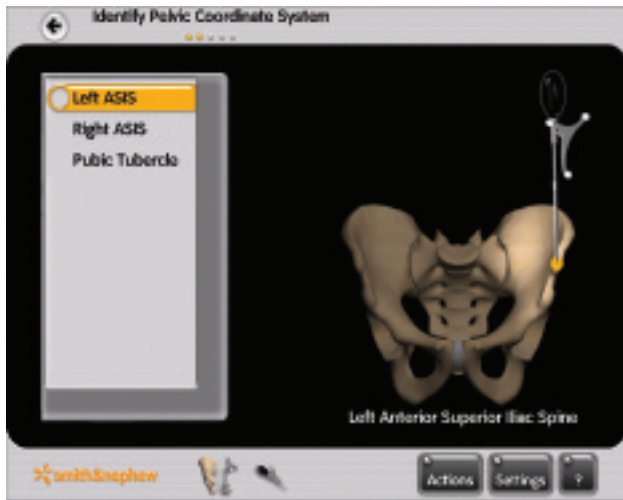 Identify Pelvic Coordinate System
Left ASIS
Right ASIS
Pubic Tubercle
Left Anterior Superior Iliac Spine
smith&nephew
Actions
Settings
?